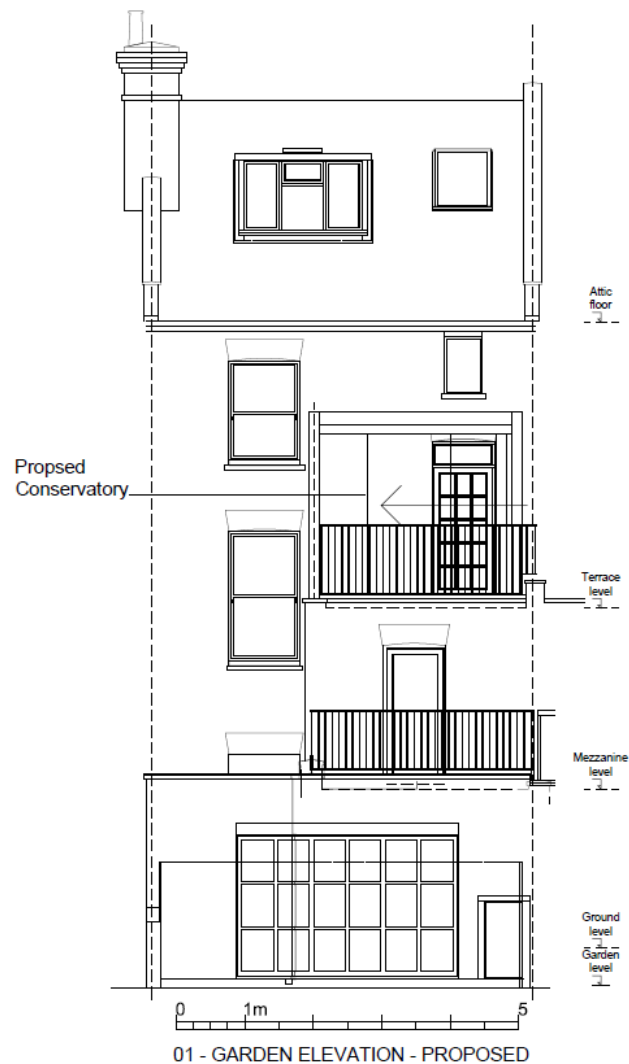 Attic
floor
Propsed
Conservatory
Terrace
level
Mezzanine
level
Ground
level
Garden
level
0 1m 5
01 - GARDEN ELEVATION - PROPOSED